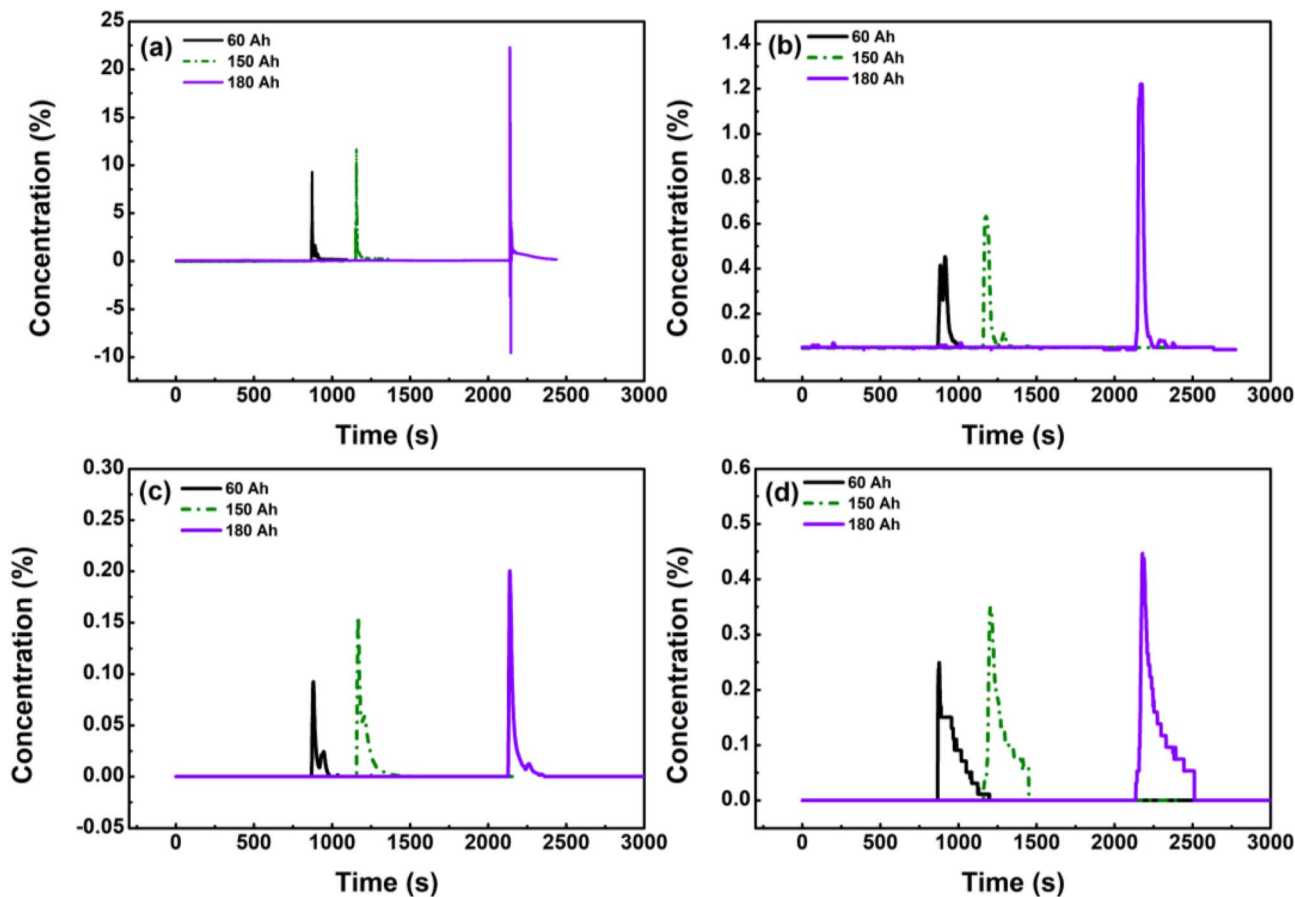 (a)
60 Ah
150 Ah
180 Ah
25
20
15
10
5
0
-5
-10
Concentration (%)
0 500 1000 1500 2000 2500 3000
Time (s)
(b)
60 Ah
150 Ah
180 Ah
1.4
1.2
1.0
0.8
0.6
0.4
0.2
0.0
Concentration (%)
0 500 1000 1500 2000 2500 3000
Time (s)
(c)
60 Ah
150 Ah
180 Ah
0.30
0.25
0.20
0.15
0.10
0.05
0.00
-0.05
Concentration (%)
0 500 1000 1500 2000 2500 3000
Time (s)
(d)
60 Ah
150 Ah
180 Ah
0.6
0.5
0.4
0.3
0.2
0.1
0.0
Concentration (%)
0 500 1000 1500 2000 2500 3000
Time (s)